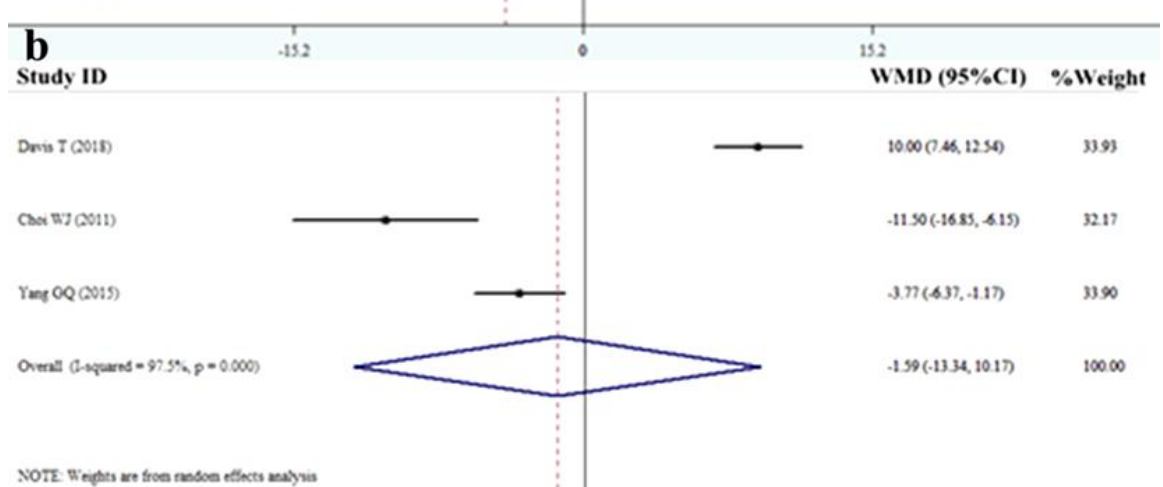 -15.2 0 15.2
b
Study ID WMD (95%CI) %Weight
Davis T (2018) 10.00 (7.46, 12.54) 33.93
Choi WJ (2011) -11.50 (-16.85, -6.15) 32.17
Yang GQ (2015) -3.77 (-6.37, -1.17) 33.90
Overall (I-squared = 97.5%, p = 0.000) -1.59 (-13.34, 10.17) 100.00
NOTE: Weights are from random effects analysis